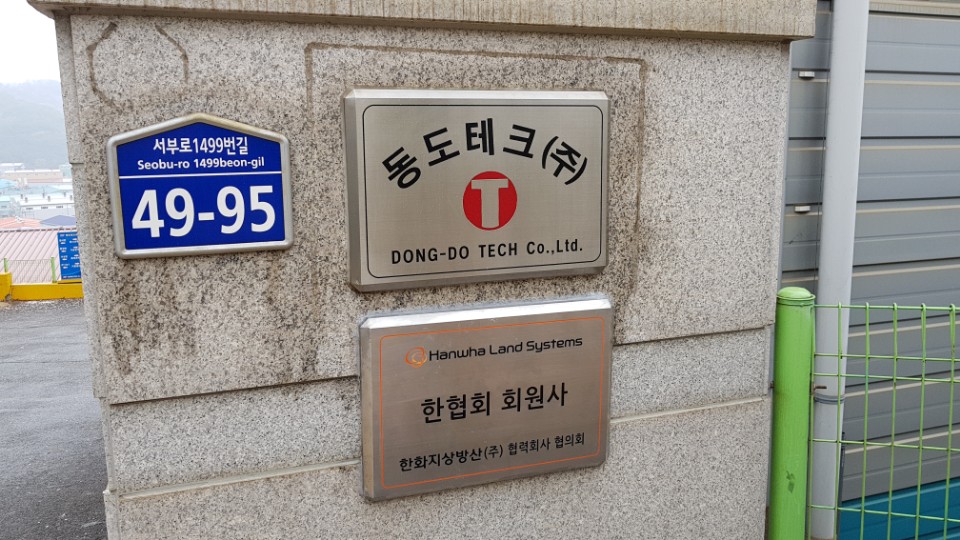 서부로1499번길
Seobu-ro 1499beon-gil
49-95
동도테크(주)
T
DONG-DO TECH Co.,Ltd.
Hanwha Land Systems
한협회 회원사
한화지상방산(주) 협력회사 협의회